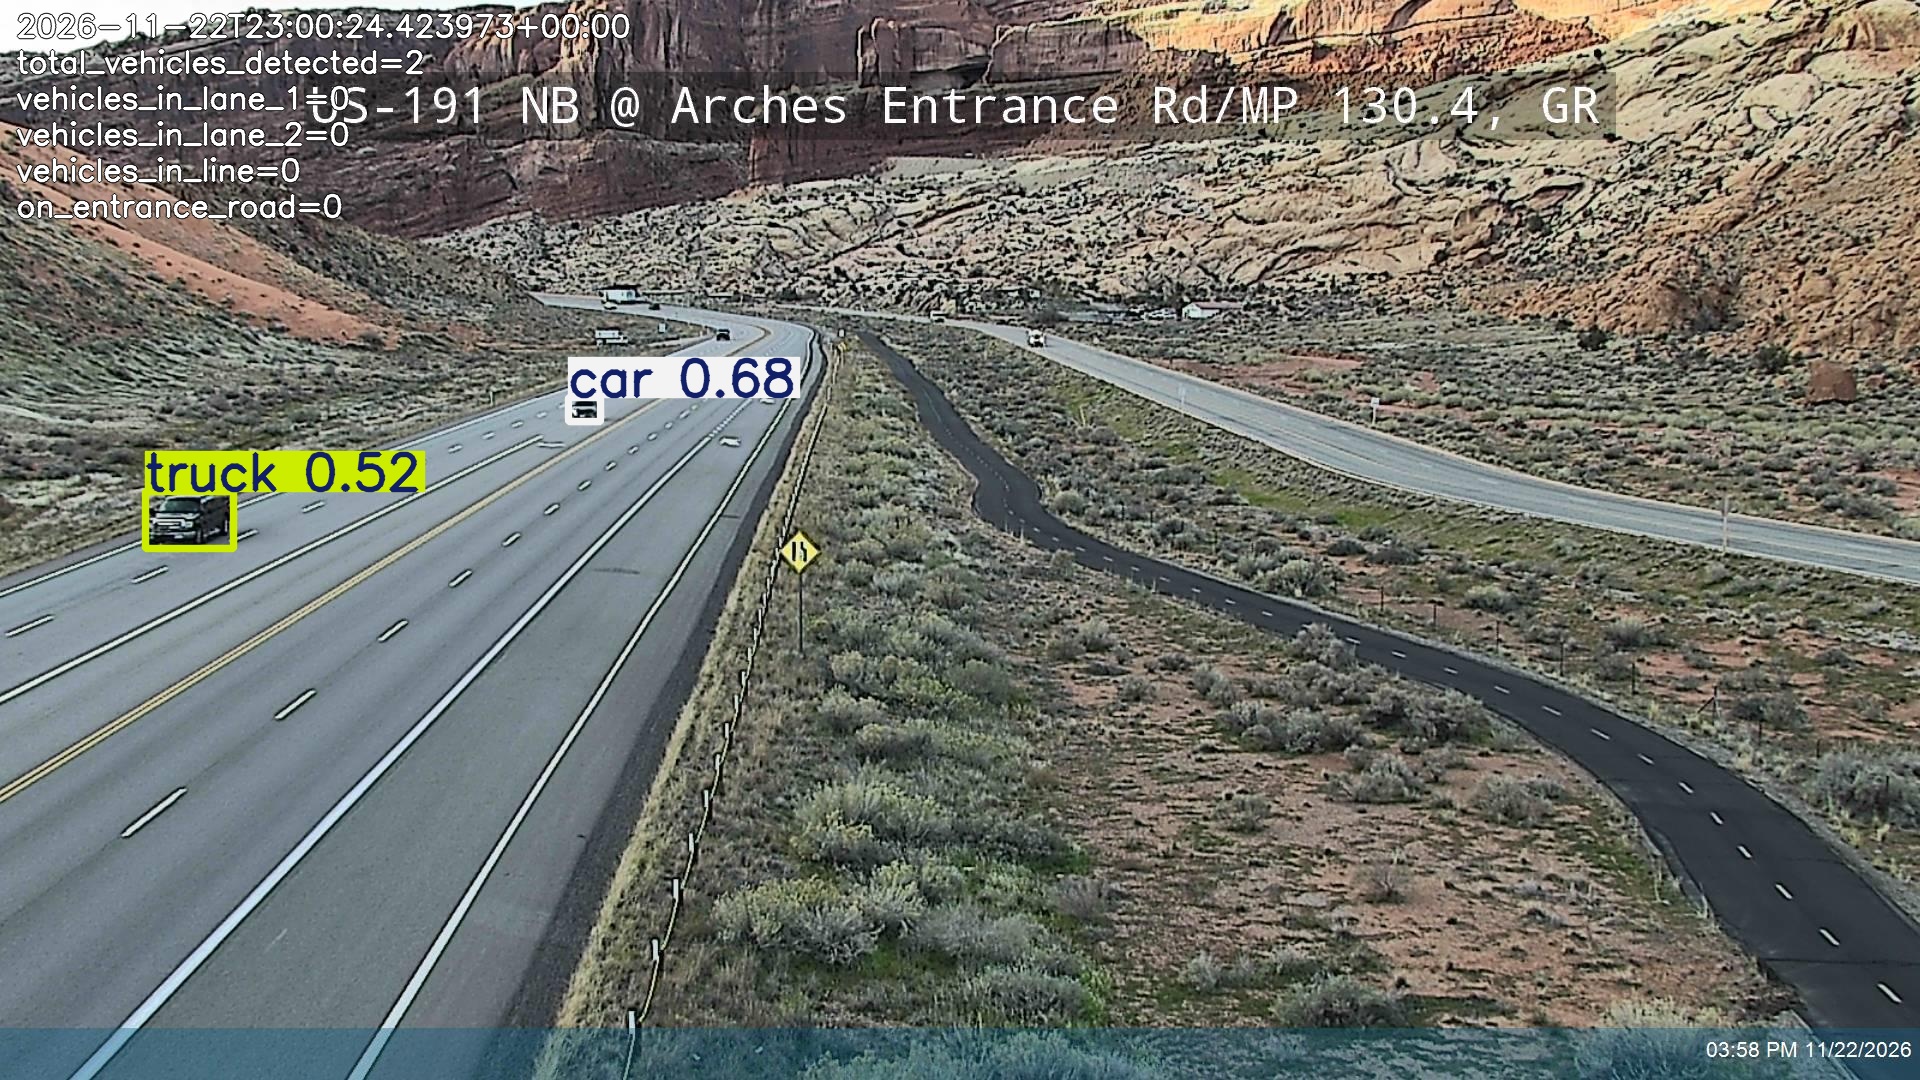 2026-11-22T23:00:24.423973+00:00
total_vehicles_detected=2
vehicles_in_lane_1=0
US-191 NB @ Arches Entrance Rd/MP 130.4, GR
vehicles_in_lane_2=0
vehicles_in_line=0
on_entrance_road=0
car 0.68
truck 0.52
03:58 PM 11/22/2026